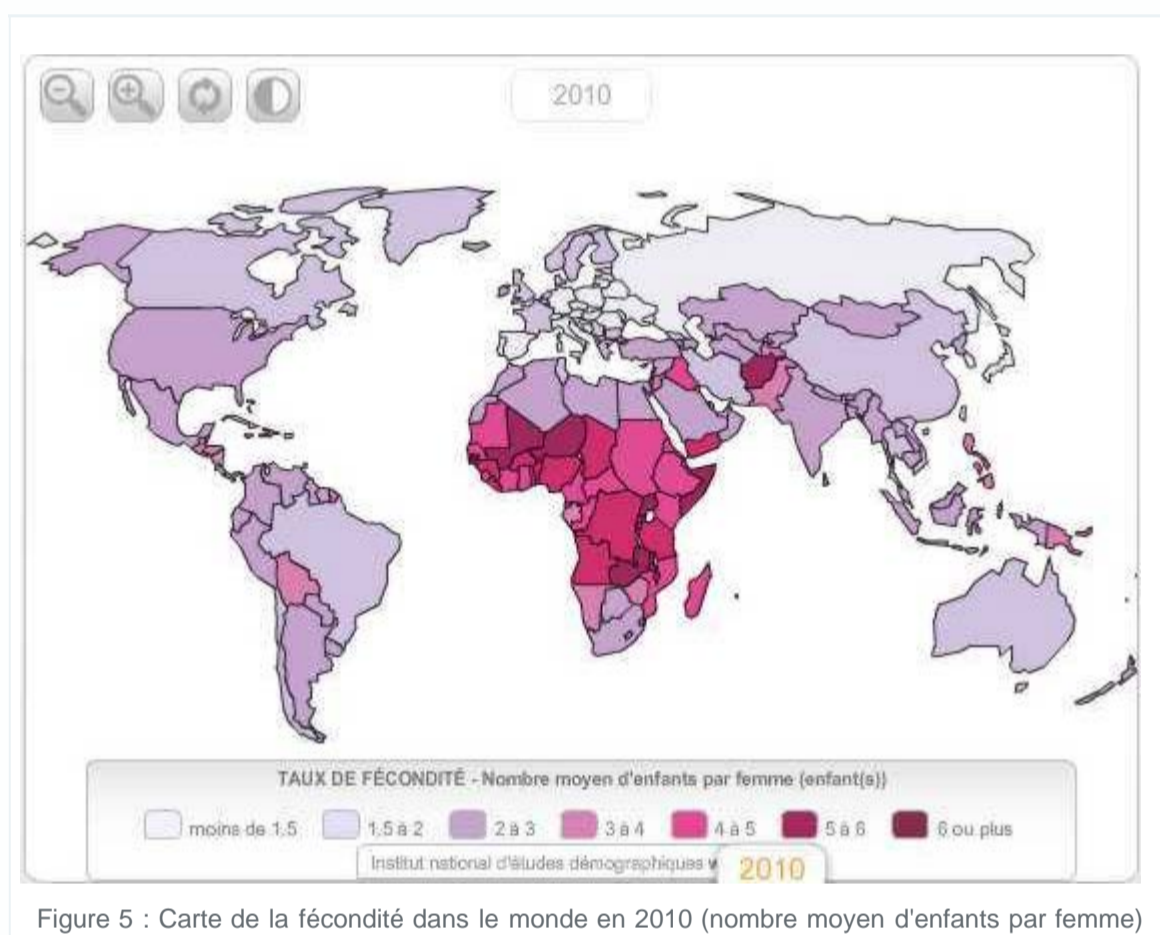 2010
TAUX DE FÉCONDITÉ - Nombre moyen d'enfants par femme (enfant(s))
moins de 1.5 1.5 à 2 2 à 3 3 à 4 4 à 5 5 à 6 6 ou plus
Institut national d'études démographiques w
2010
Figure 5 : Carte de la fécondité dans le monde en 2010 (nombre moyen d'enfants par femme)